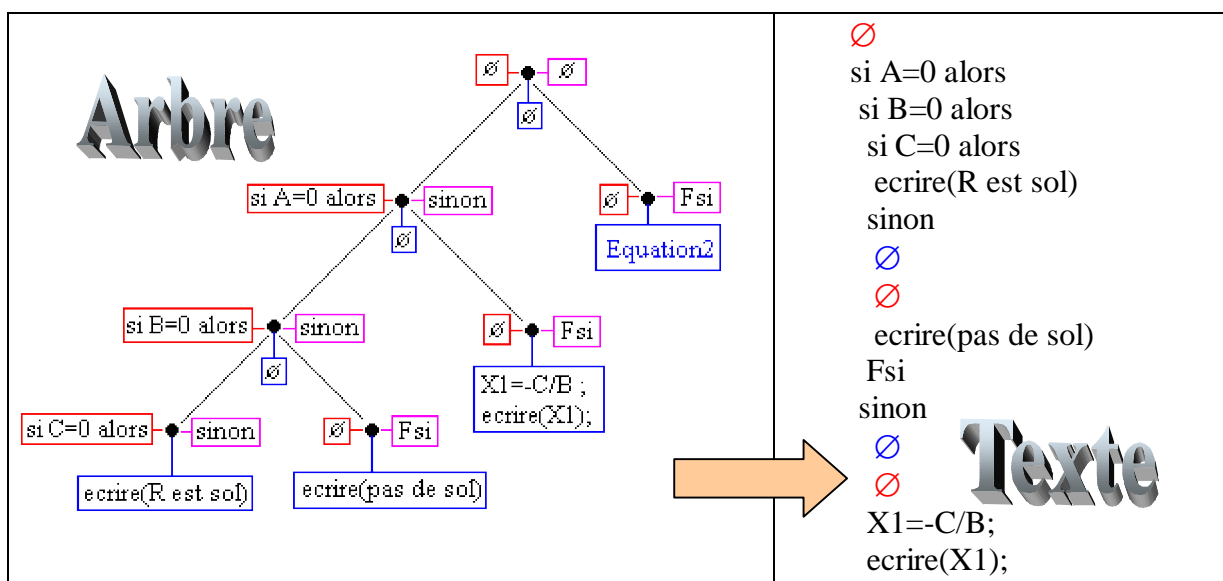 Arbre
∅ ∅
∅
si A=0 alors sinon
∅
∅ Fsi
Equation2
si B=0 alors sinon
∅
∅ Fsi
X1=-C/B ;
ecrire(X1);
si C=0 alors sinon
ecrire(R est sol)
∅ Fsi
ecrire(pas de sol)
∅
si A=0 alors
si B=0 alors
si C=0 alors
ecrire(R est sol)
sinon
∅
∅
ecrire(pas de sol)
Fsi
sinon
∅
∅
X1=-C/B;
ecrire(X1);
Texte